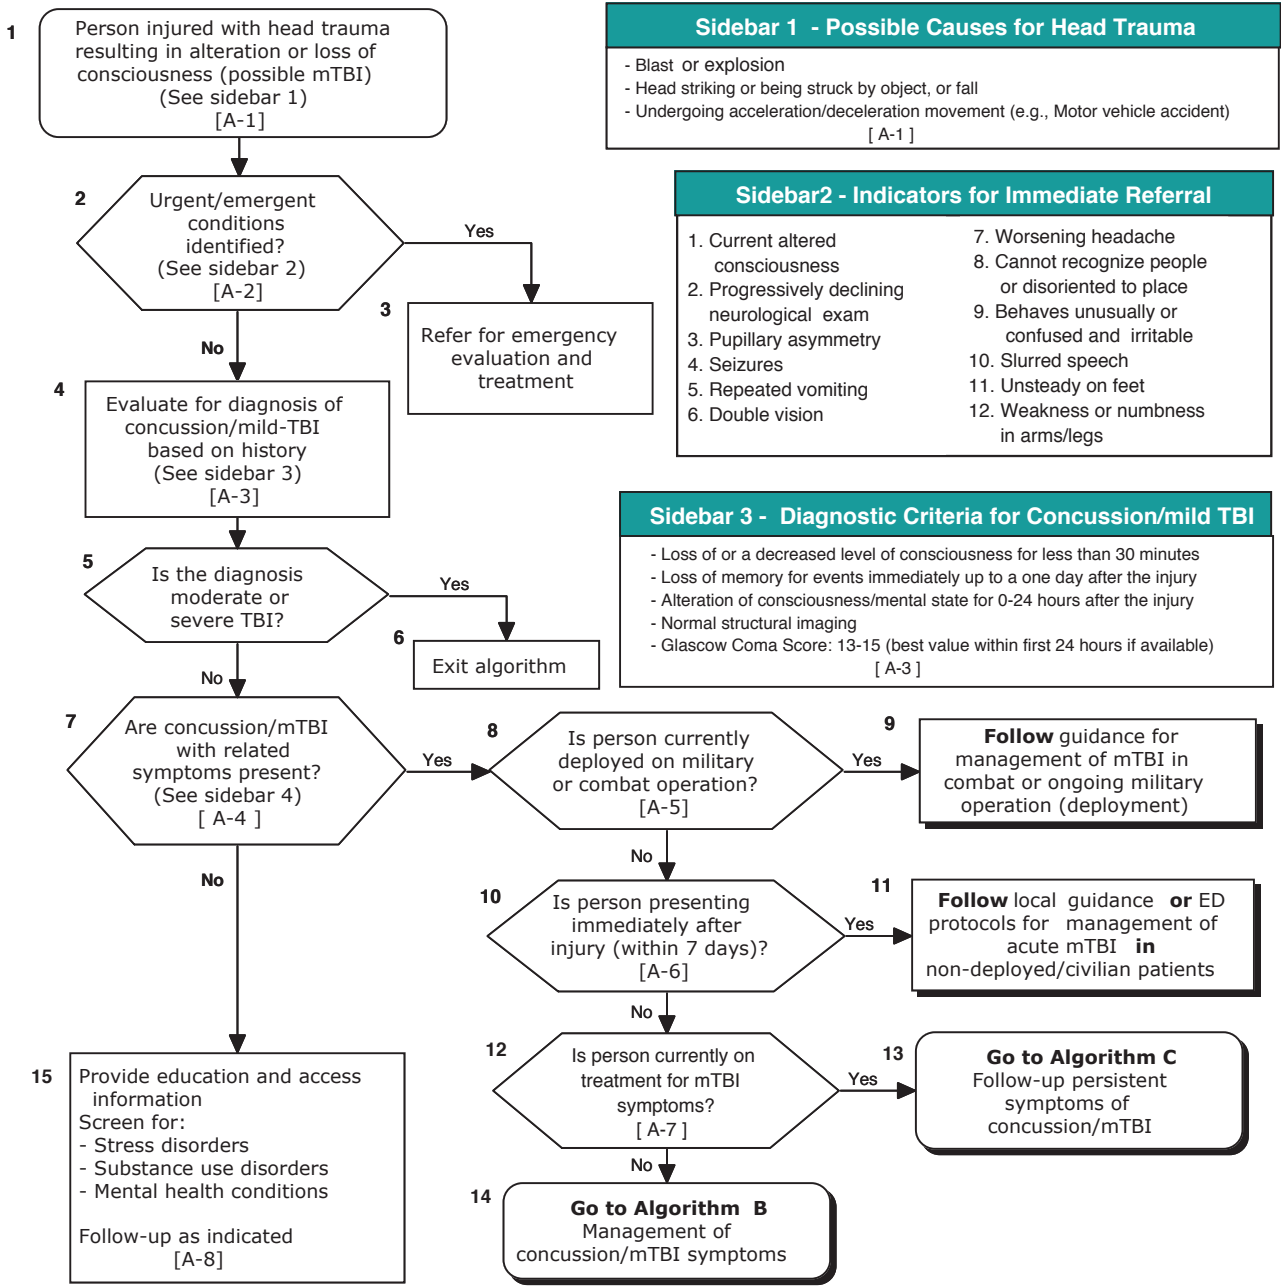 1
Person injured with head trauma
resulting in alteration or loss of
consciousness (possible mTBI)
(See sidebar 1)
[A-1]
Sidebar 1 - Possible Causes for Head Trauma
- Blast or explosion
- Head striking or being struck by object, or fall
- Undergoing acceleration/deceleration movement (e.g., Motor vehicle accident)
[ A-1 ]
2
Urgent/emergent
conditions
identified?
(See sidebar 2)
[A-2]
Yes
No
3
Refer for emergency
evaluation and
treatment
Sidebar2 - Indicators for Immediate Referral
1. Current altered
consciousness
2. Progressively declining
neurological exam
3. Pupillary asymmetry
4. Seizures
5. Repeated vomiting
6. Double vision
7. Worsening headache
8. Cannot recognize people
or disoriented to place
9. Behaves unusually or
confused and irritable
10. Slurred speech
11. Unsteady on feet
12. Weakness or numbness
in arms/legs
4
Evaluate for diagnosis of
concussion/mild-TBI
based on history
(See sidebar 3)
[A-3]
Sidebar 3 - Diagnostic Criteria for Concussion/mild TBI
- Loss of or a decreased level of consciousness for less than 30 minutes
- Loss of memory for events immediately up to a one day after the injury
- Alteration of consciousness/mental state for 0-24 hours after the injury
- Normal structural imaging
- Glascow Coma Score: 13-15 (best value within first 24 hours if available)
[ A-3 ]
5
Is the diagnosis
moderate or
severe TBI?
Yes
No
6
Exit algorithm
7
Are concussion/mTBI
with related
symptoms present?
(See sidebar 4)
[ A-4 ]
Yes
No
8
Is person currently
deployed on military
or combat operation?
[A-5]
Yes
No
9
Follow guidance for
management of mTBI in
combat or ongoing military
operation (deployment)
10
Is person presenting
immediately after
injury (within 7 days)?
[A-6]
Yes
No
11
Follow local guidance or ED
protocols for management of
acute mTBI in
non-deployed/civilian patients
12
Is person currently on
treatment for mTBI
symptoms?
[ A-7 ]
Yes
No
13
Go to Algorithm C
Follow-up persistent
symptoms of
concussion/mTBI
14
Go to Algorithm B
Management of
concussion/mTBI symptoms
15
Provide education and access
information
Screen for:
- Stress disorders
- Substance use disorders
- Mental health conditions
Follow-up as indicated
[A-8]